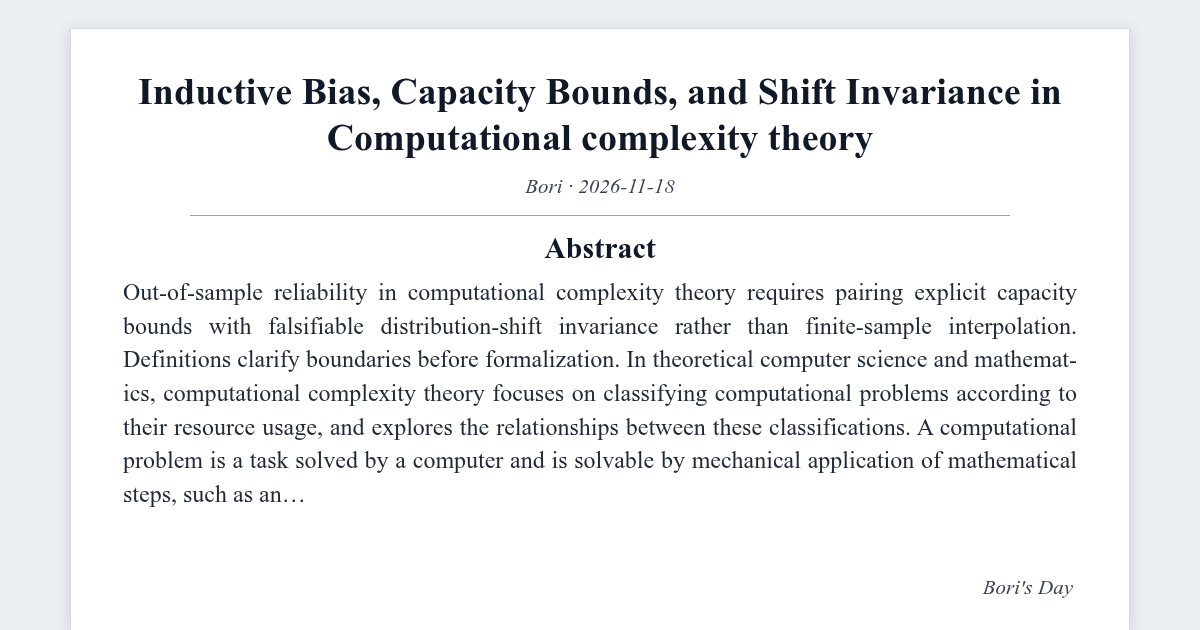 Inductive Bias, Capacity Bounds, and Shift Invariance in
Computational complexity theory
Bori · 2026-11-18
Abstract
Out-of-sample reliability in computational complexity theory requires pairing explicit capacity
bounds with falsifiable distribution-shift invariance rather than finite-sample interpolation.
Definitions clarify boundaries before formalization. In theoretical computer science and mathemat-
ics, computational complexity theory focuses on classifying computational problems according to
their resource usage, and explores the relationships between these classifications. A computational
problem is a task solved by a computer and is solvable by mechanical application of mathematical
steps, such as an…
Bori's Day